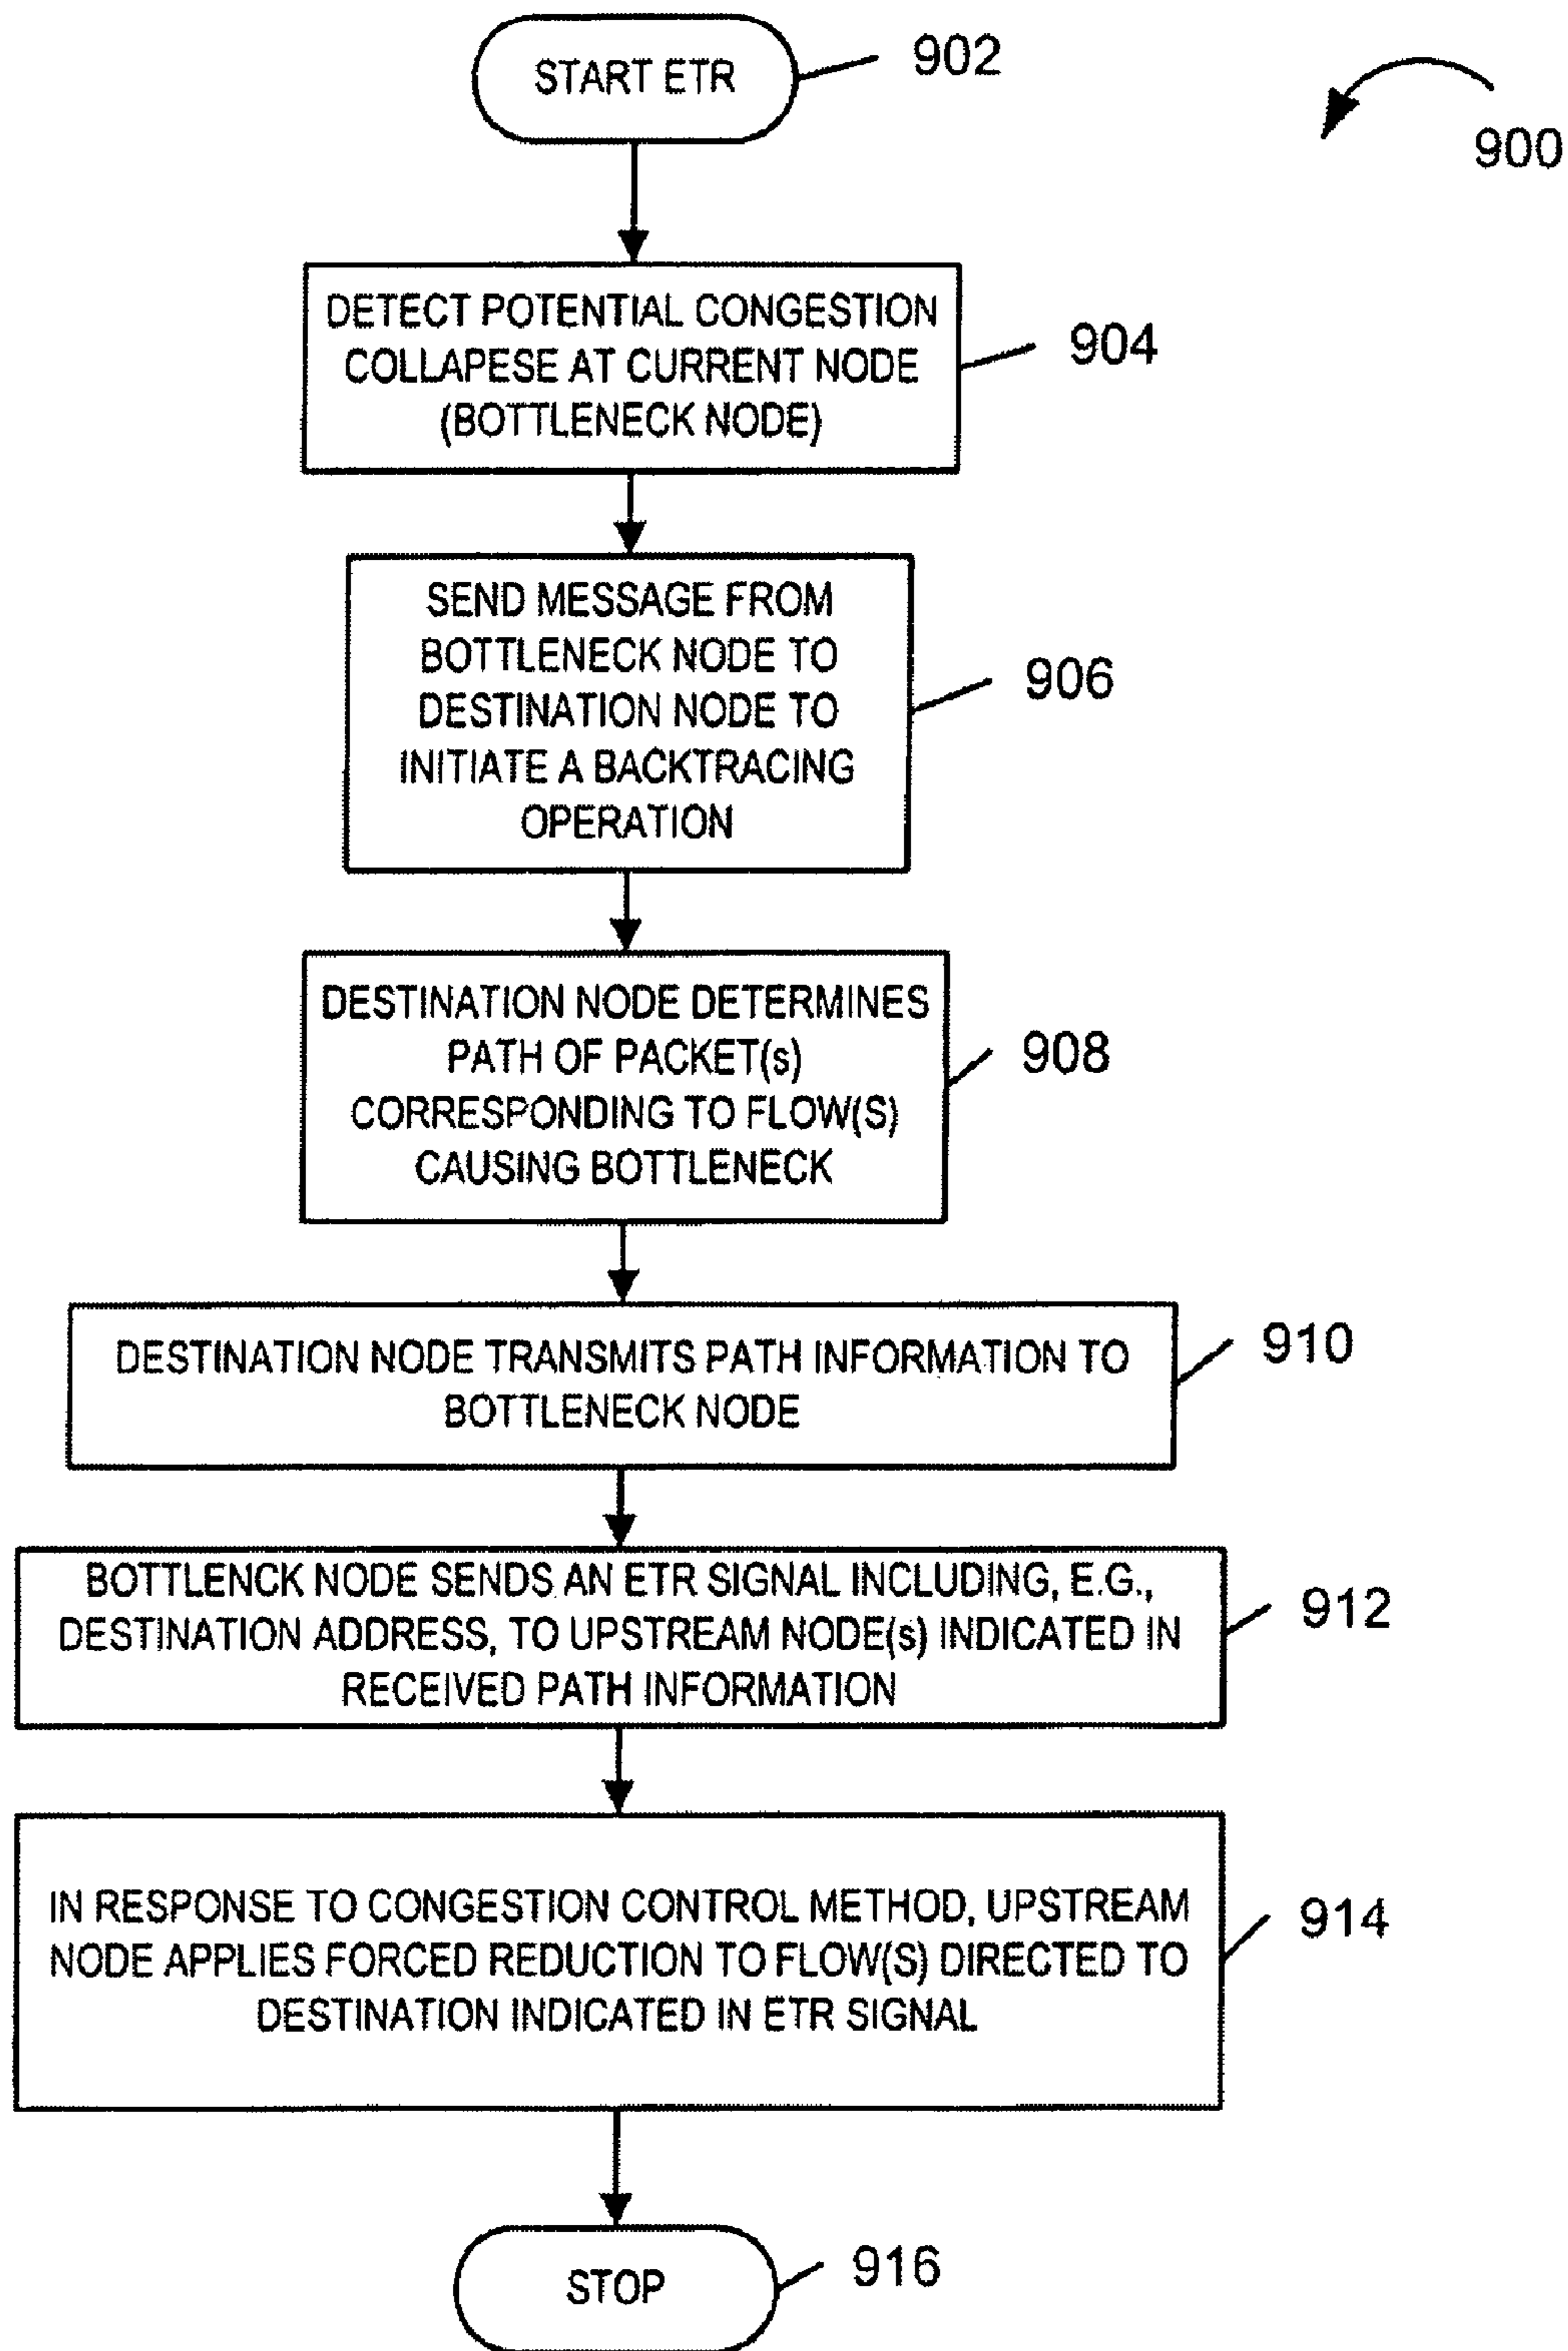 START ETR
902
900
DETECT POTENTIAL CONGESTION
COLLAPESE AT CURRENT NODE
(BOTTLENECK NODE)
904
SEND MESSAGE FROM
BOTTLENECK NODE TO
DESTINATION NODE TO
INITIATE A BACKTRACING
OPERATION
906
DESTINATION NODE DETERMINES
PATH OF PACKET(s)
CORRESPONDING TO FLOW(S)
CAUSING BOTTLENECK
908
DESTINATION NODE TRANSMITS PATH INFORMATION TO
BOTTLENECK NODE
910
BOTTLENCK NODE SENDS AN ETR SIGNAL INCLUDING, E.G.,
DESTINATION ADDRESS, TO UPSTREAM NODE(s) INDICATED IN
RECEIVED PATH INFORMATION
912
IN RESPONSE TO CONGESTION CONTROL METHOD, UPSTREAM
NODE APPLIES FORCED REDUCTION TO FLOW(S) DIRECTED TO
DESTINATION INDICATED IN ETR SIGNAL
914
STOP
916